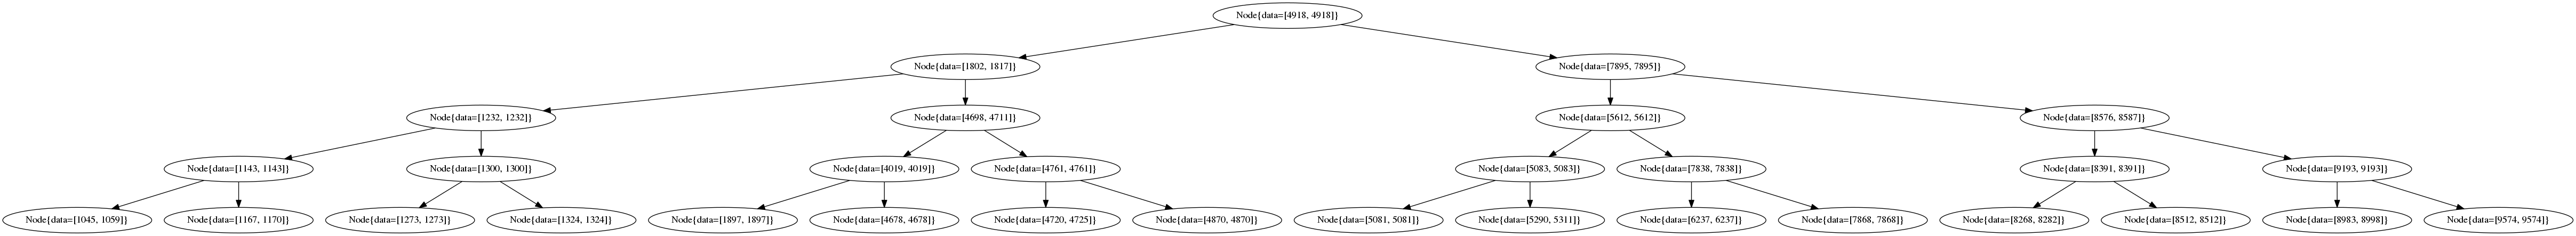 Node{data=[4918, 4918]}
Node{data=[1802, 1817]}
Node{data=[7895, 7895]}
Node{data=[1232, 1232]}
Node{data=[4698, 4711]}
Node{data=[5612, 5612]}
Node{data=[8576, 8587]}
Node{data=[1143, 1143]}
Node{data=[1300, 1300]}
Node{data=[4019, 4019]}
Node{data=[4761, 4761]}
Node{data=[5083, 5083]}
Node{data=[7838, 7838]}
Node{data=[8391, 8391]}
Node{data=[9193, 9193]}
Node{data=[1045, 1059]}
Node{data=[1167, 1170]}
Node{data=[1273, 1273]}
Node{data=[1324, 1324]}
Node{data=[1897, 1897]}
Node{data=[4678, 4678]}
Node{data=[4720, 4725]}
Node{data=[4870, 4870]}
Node{data=[5081, 5081]}
Node{data=[5290, 5311]}
Node{data=[6237, 6237]}
Node{data=[7868, 7868]}
Node{data=[8268, 8282]}
Node{data=[8512, 8512]}
Node{data=[8983, 8998]}
Node{data=[9574, 9574]}